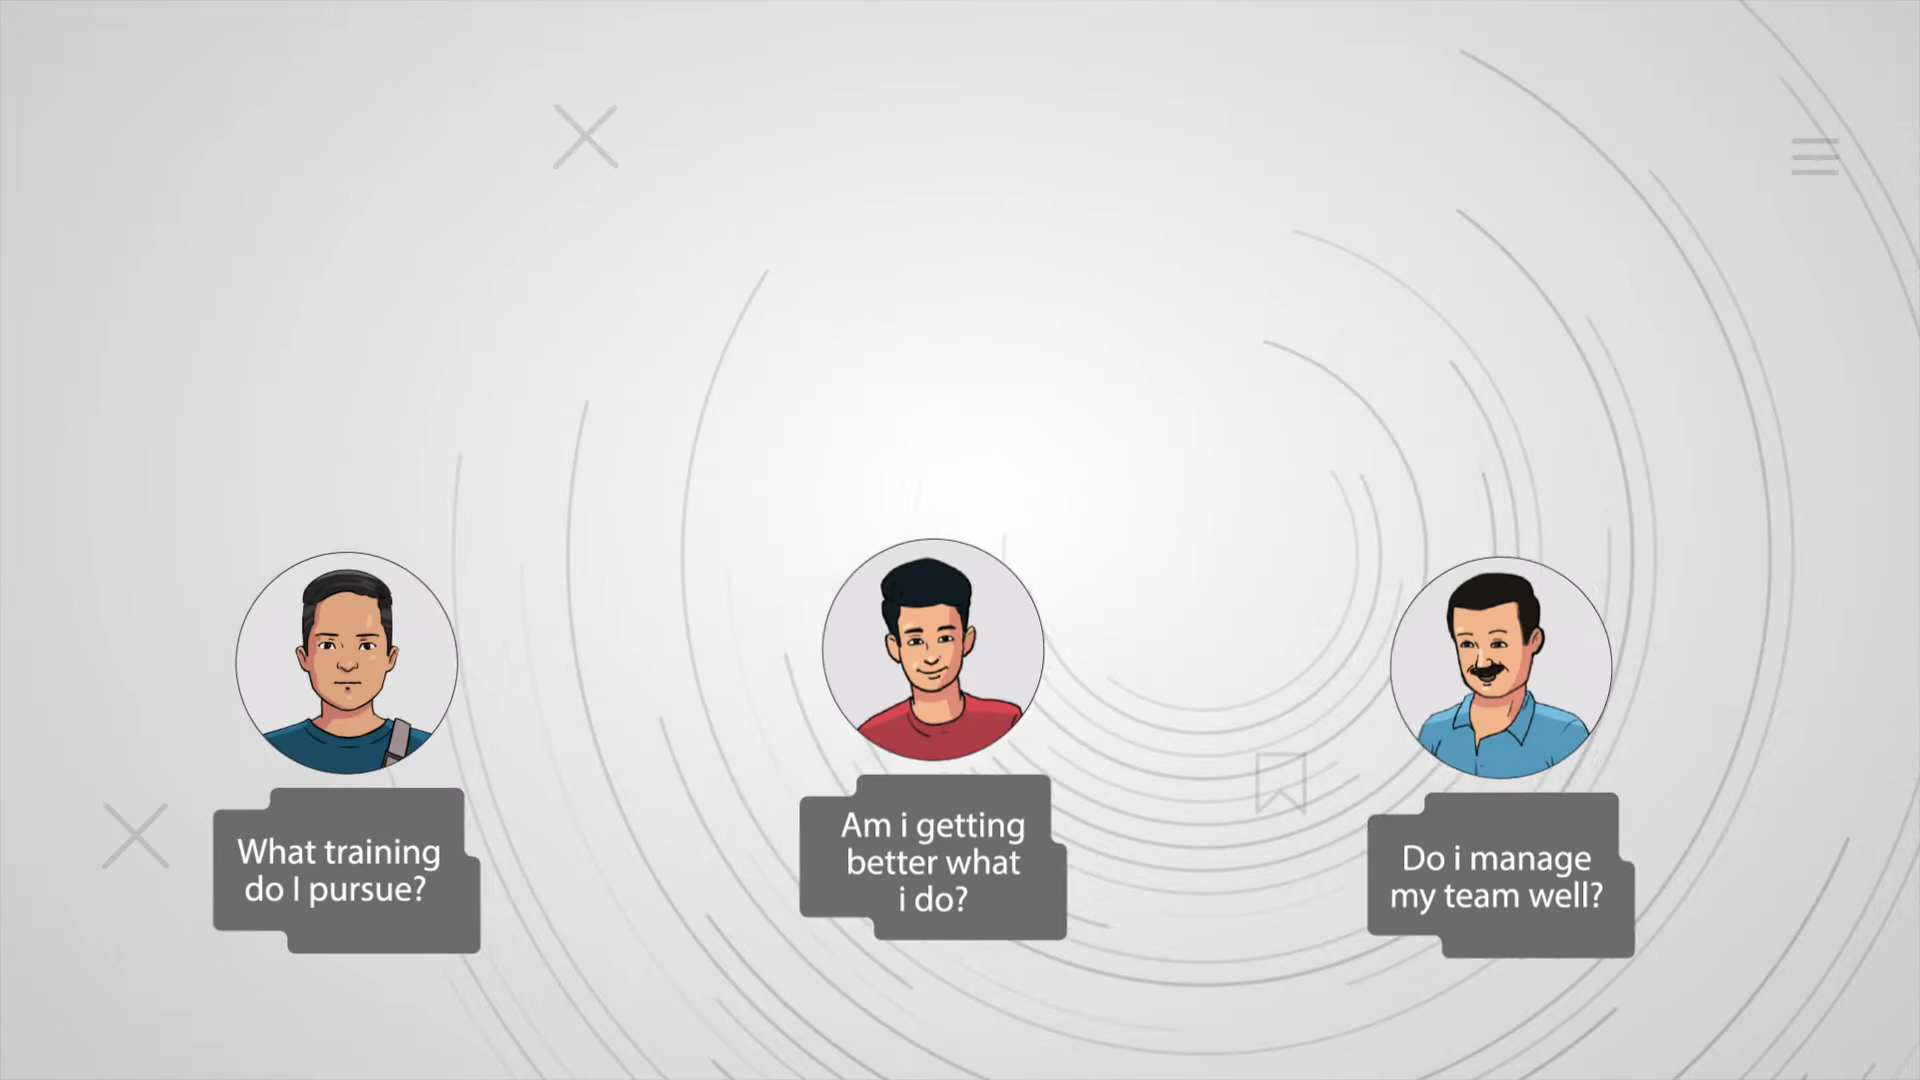 What training
do I pursue?
Am i getting
better what
i do?
Do i manage
my team well?